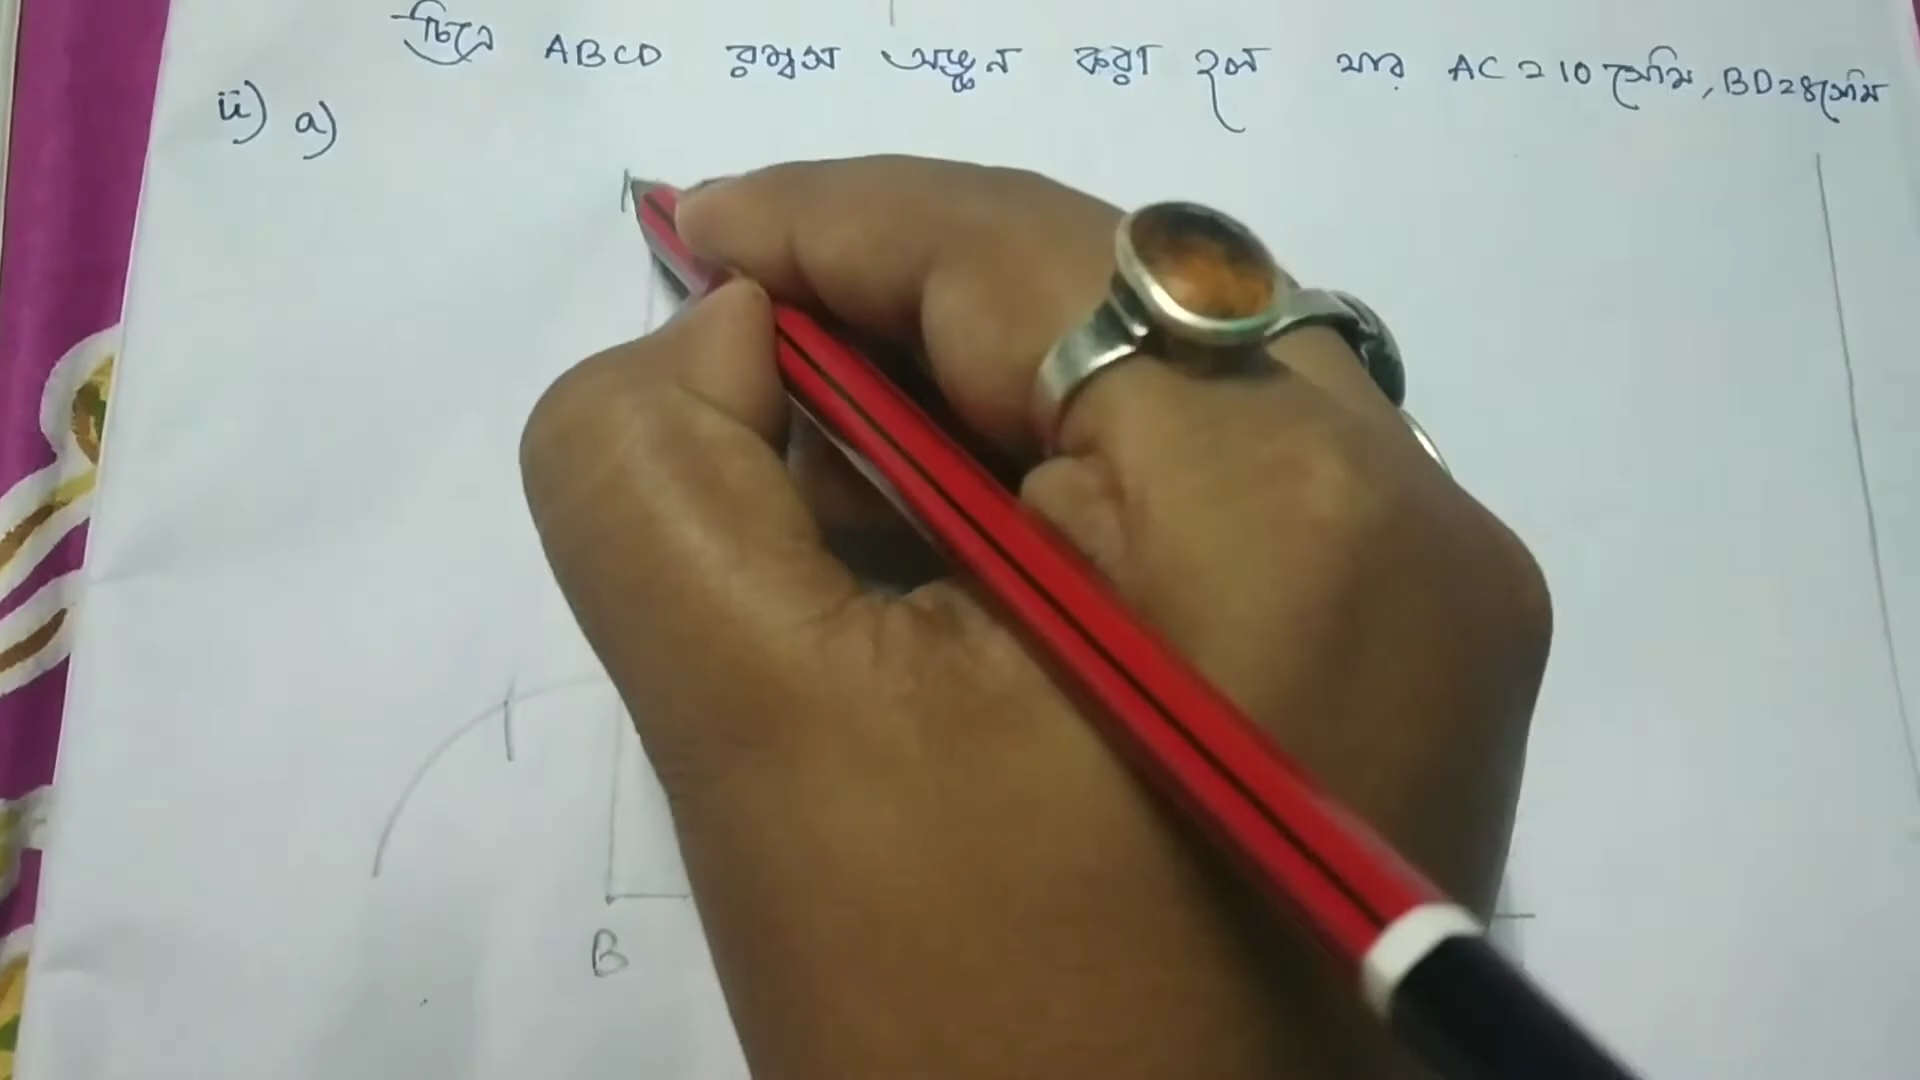 চিত্রে ABCD রম্বস অঙ্কন করা হল যার AC = 10 সেমি, BD = 8 সেমি
ii) a)
B